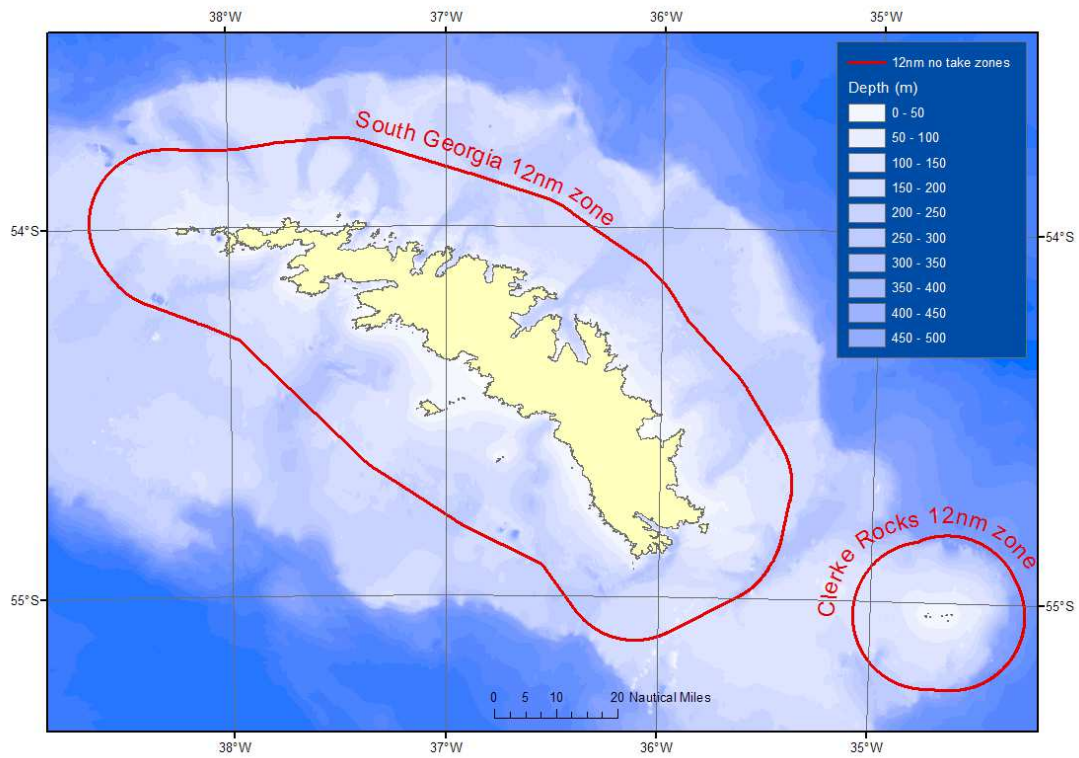 38°W
37°W
36°W
35°W
12nm no take zones
Depth (m)
0 - 50
50 - 100
100 - 150
150 - 200
200 - 250
250 - 300
300 - 350
350 - 400
400 - 450
450 - 500
South Georgia 12nm zone
54°S
54°S
Clerke Rocks 12nm zone
55°S
55°S
0 5 10 20 Nautical Miles
38°W
37°W
36°W
35°W